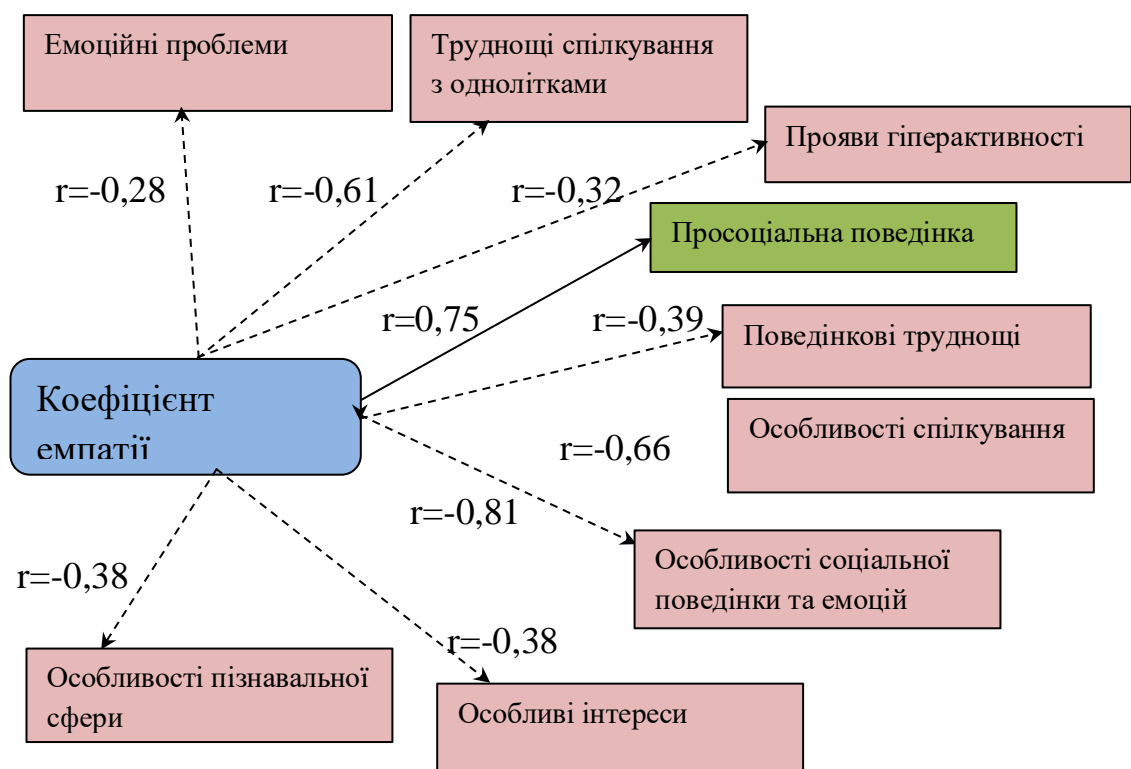 Емоційні проблеми
Труднощі спілкування
з однолітками
Прояви гіперактивності
r=-0,28
r=-0,61
r=-0,32
Просоціальна поведінка
r=0,75
r=-0,39
Поведінкові труднощі
Коефіцієнт
емпатії
Особливості спілкування
r=-0,66
r=-0,81
Особливості соціальної
поведінки та емоцій
r=-0,38
r=-0,38
Особливості пізнавальної
сфери
Особливі інтереси